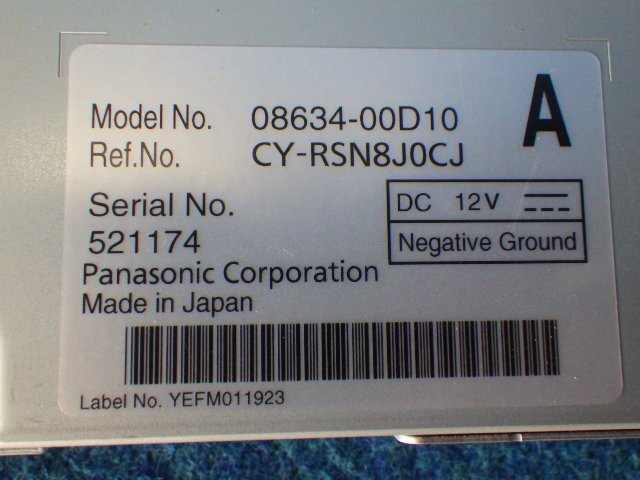 A
Model No. 08634-00D10
Ref.No. CY-RSN8J0CJ
Serial No.
521174
DC 12V
Negative Ground
Panasonic Corporation
Made in Japan
Label No. YEFM011923